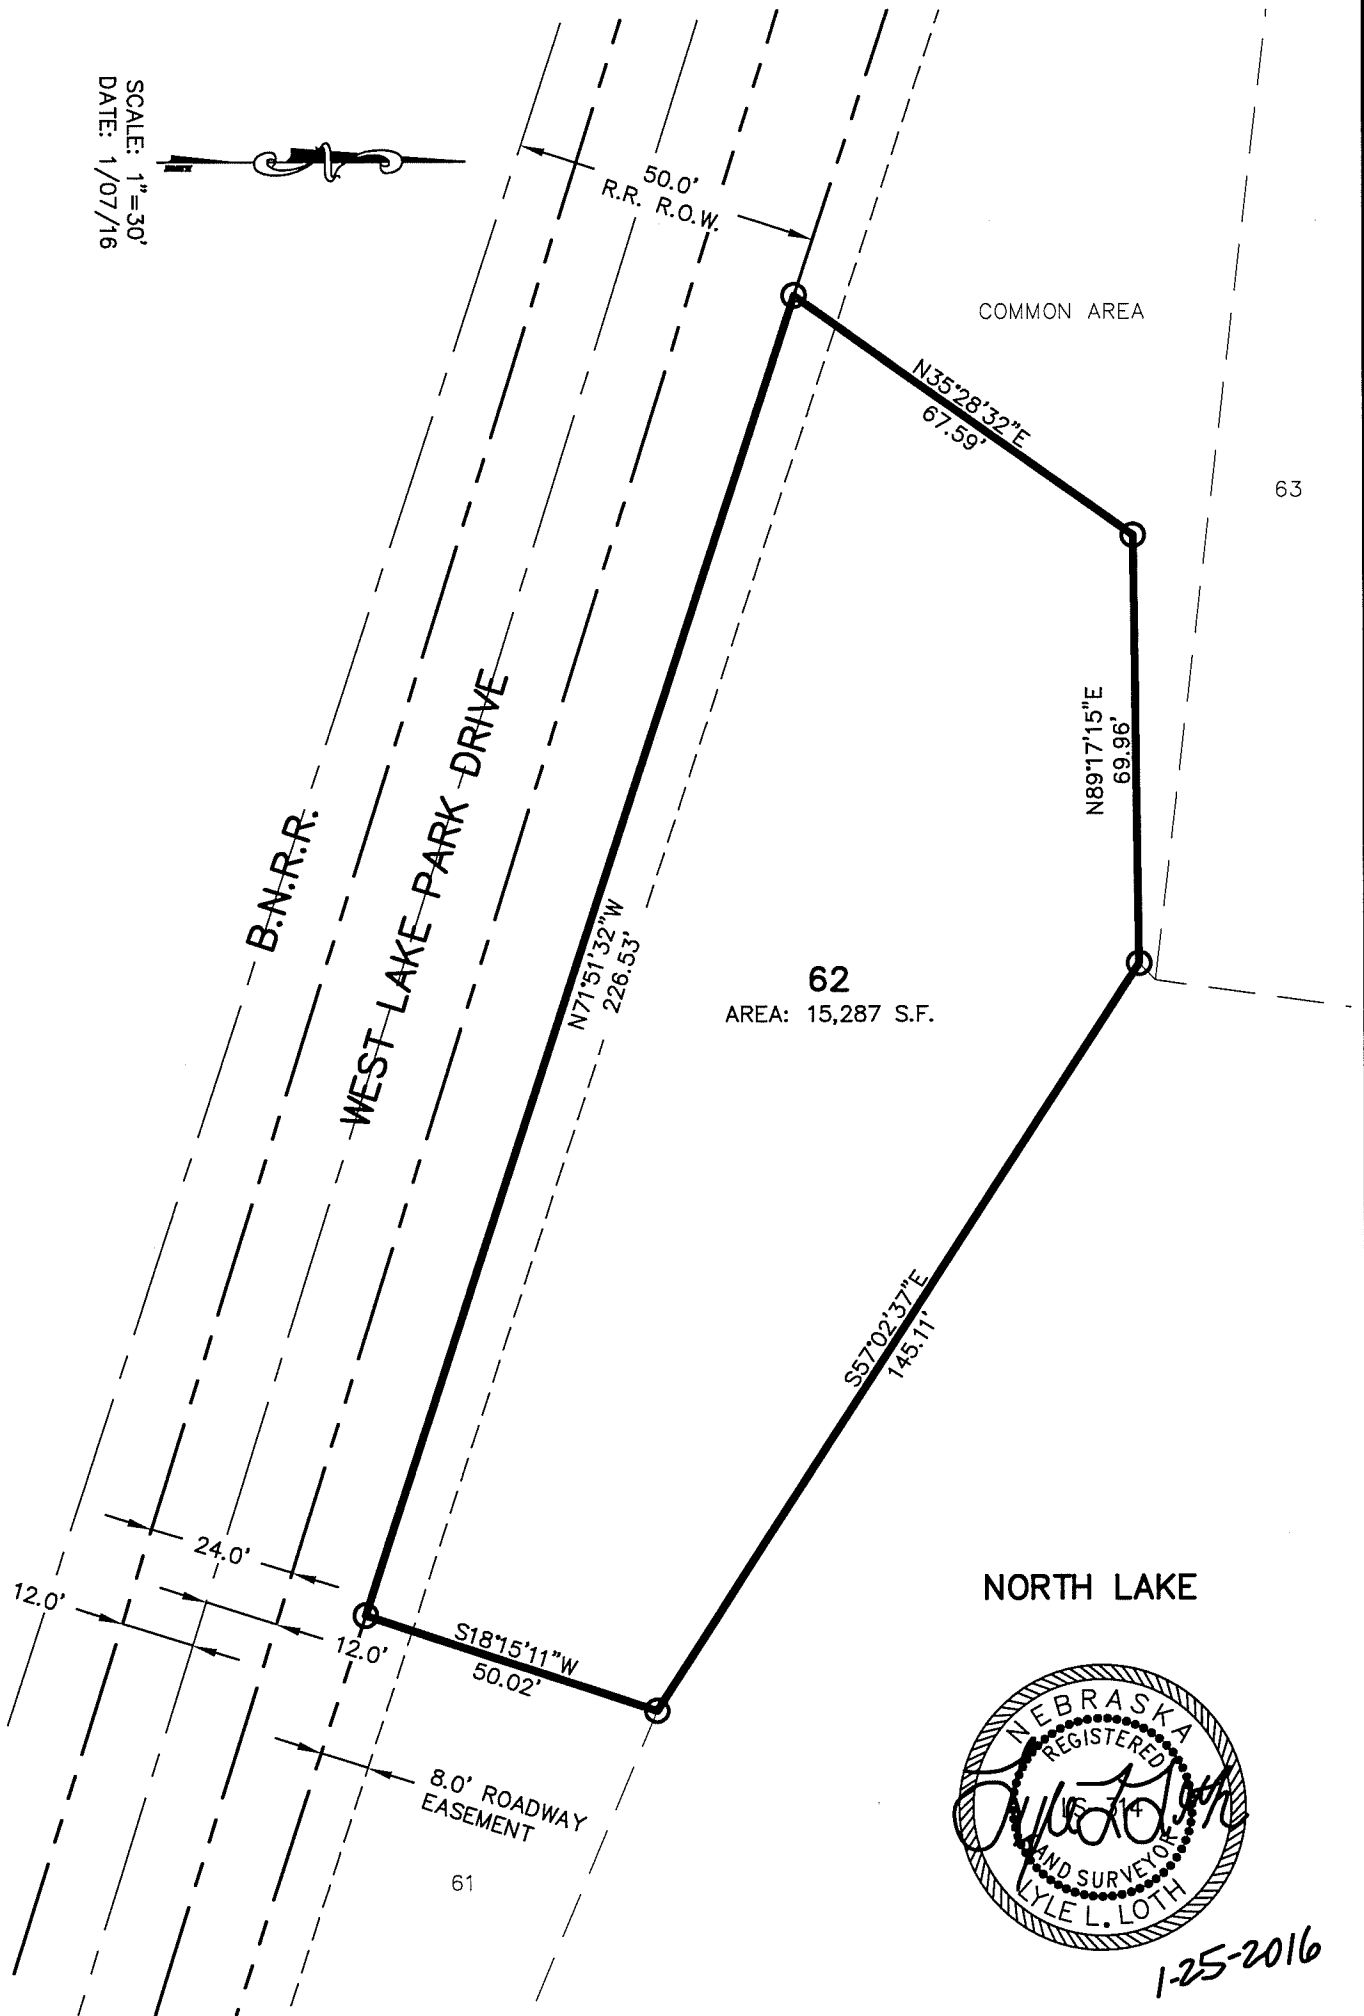 SCALE: 1"=30'
DATE: 1/07/16
50.0'
R.R. R.O.W.
COMMON AREA
N35°28'32"E
67.59'
63
N89°17'15"E
69.96'
B.N.R.R.
WEST LAKE PARK DRIVE
N71°51'32"W
226.53'
62
AREA: 15,287 S.F.
S57°02'37"E
145.11'
24.0'
12.0'
12.0'
S18°15'11"W
50.02'
8.0' ROADWAY
EASEMENT
61
NORTH LAKE
NEBRASKA
REGISTERED
LS 314
LAND SURVEYOR
LYLE L. LOTH
1-25-2016